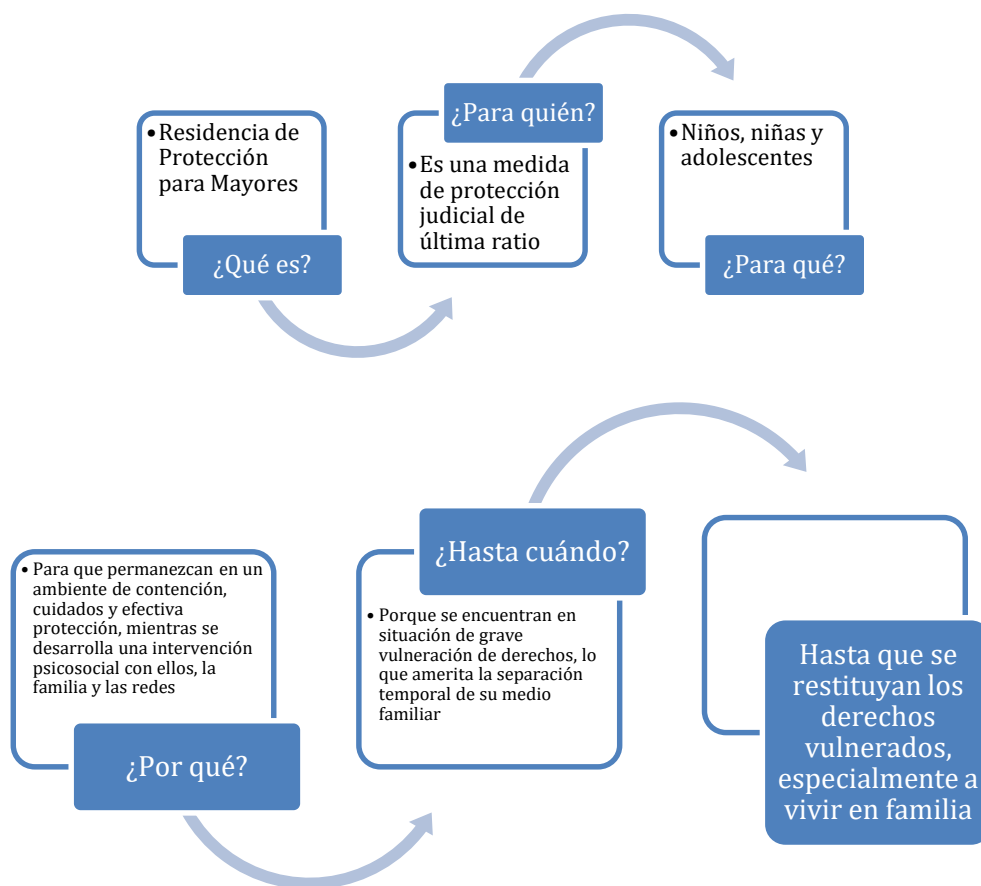 • Residencia de
Protección
para Mayores
¿Qué es?
¿Para quién?
• Es una medida
de protección
judicial de
última ratio
• Niños, niñas y
adolescentes
¿Para qué?
• Para que permanezcan en un
ambiente de contención,
cuidados y efectiva
protección, mientras se
desarrolla una intervención
psicosocial con ellos, la
familia y las redes
¿Por qué?
¿Hasta cuándo?
• Porque se encuentran en
situación de grave
vulneración de derechos, lo
que amerita la separación
temporal de su medio
familiar
Hasta que se
restituyan los
derechos
vulnerados,
especialmente a
vivir en familia